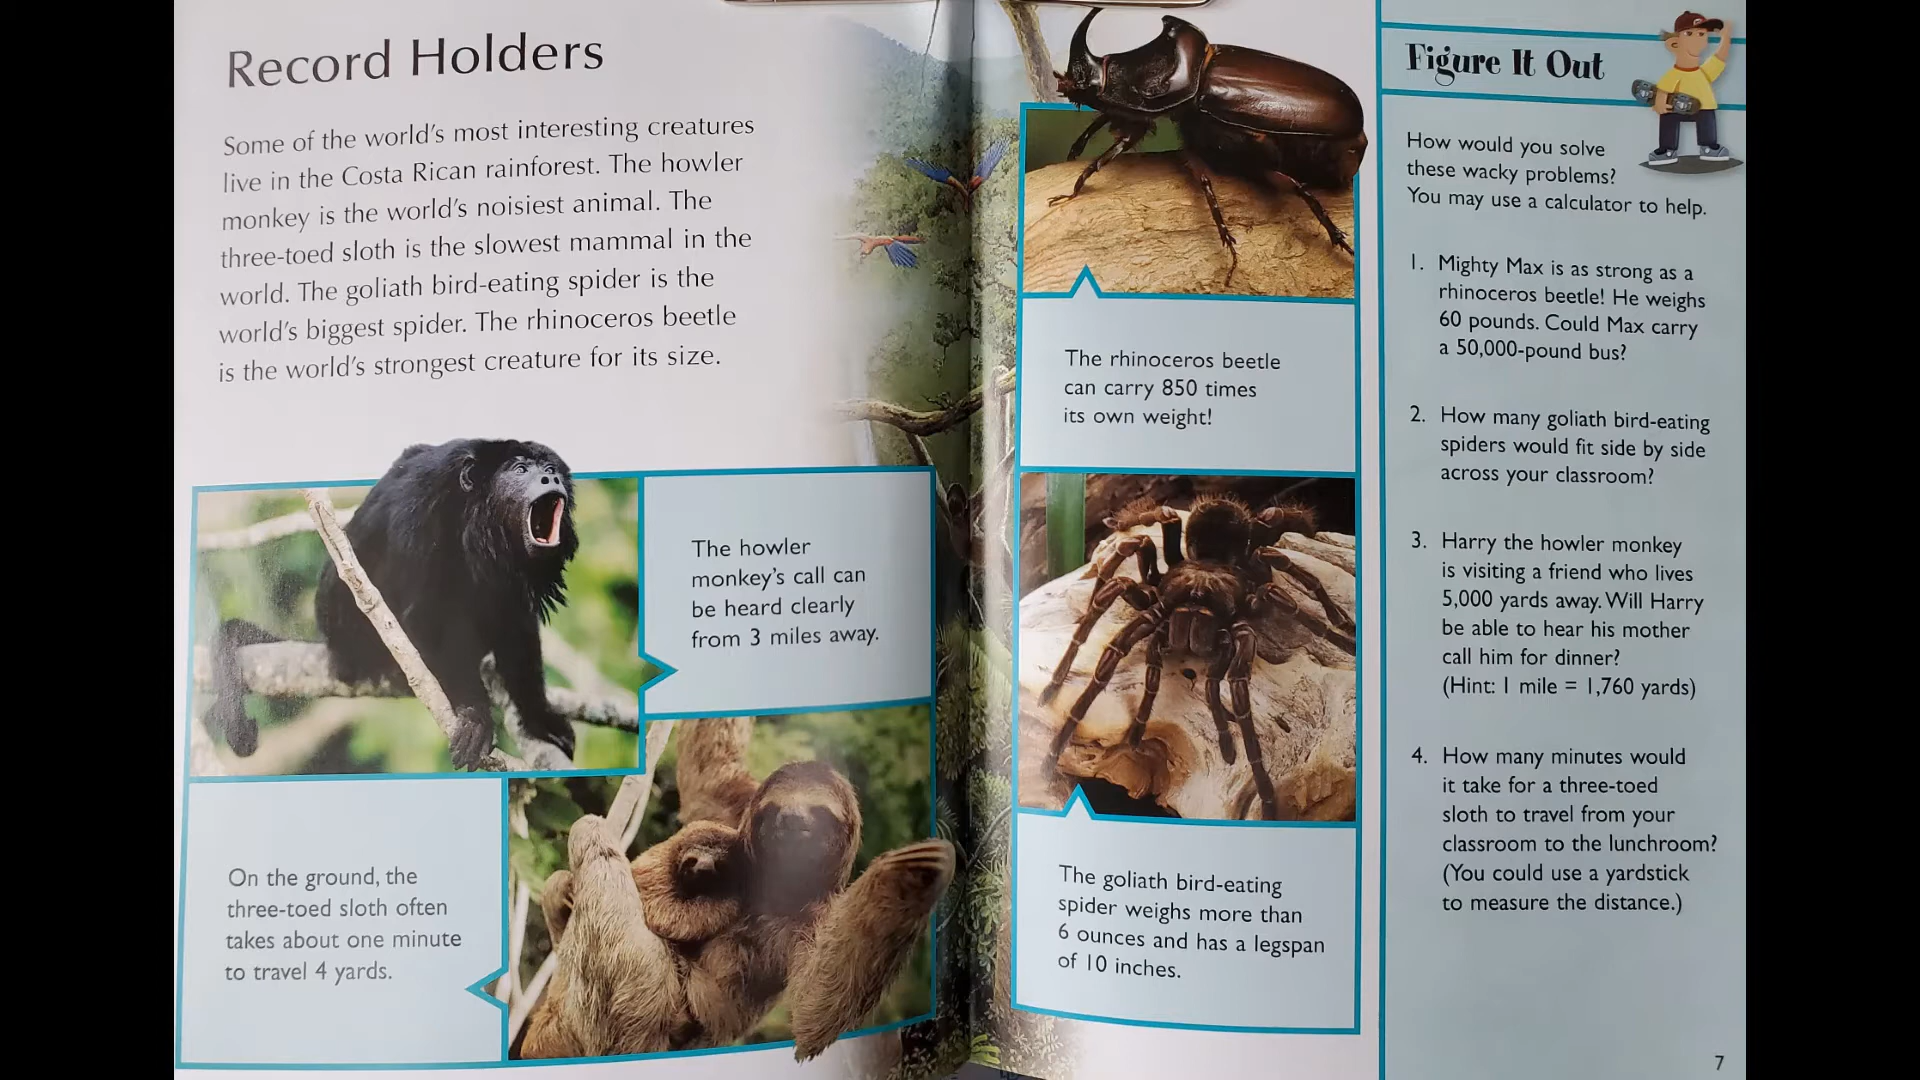 Record Holders
Some of the world's most interesting creatures
live in the Costa Rican rainforest. The howler
monkey is the world's noisiest animal. The
three-toed sloth is the slowest mammal in the
world. The goliath bird-eating spider is the
world's biggest spider. The rhinoceros beetle
is the world's strongest creature for its size.
The howler
monkey's call can
be heard clearly
from 3 miles away.
On the ground, the
three-toed sloth often
takes about one minute
to travel 4 yards.
The rhinoceros beetle
can carry 850 times
its own weight!
The goliath bird-eating
spider weighs more than
6 ounces and has a legspan
of 10 inches.
Figure It Out
How would you solve
these wacky problems?
You may use a calculator to help.
1. Mighty Max is as strong as a
rhinoceros beetle! He weighs
60 pounds. Could Max carry
a 50,000-pound bus?
2. How many goliath bird-eating
spiders would fit side by side
across your classroom?
3. Harry the howler monkey
is visiting a friend who lives
5,000 yards away. Will Harry
be able to hear his mother
call him for dinner?
(Hint: 1 mile = 1,760 yards)
4. How many minutes would
it take for a three-toed
sloth to travel from your
classroom to the lunchroom?
(You could use a yardstick
to measure the distance.)
7